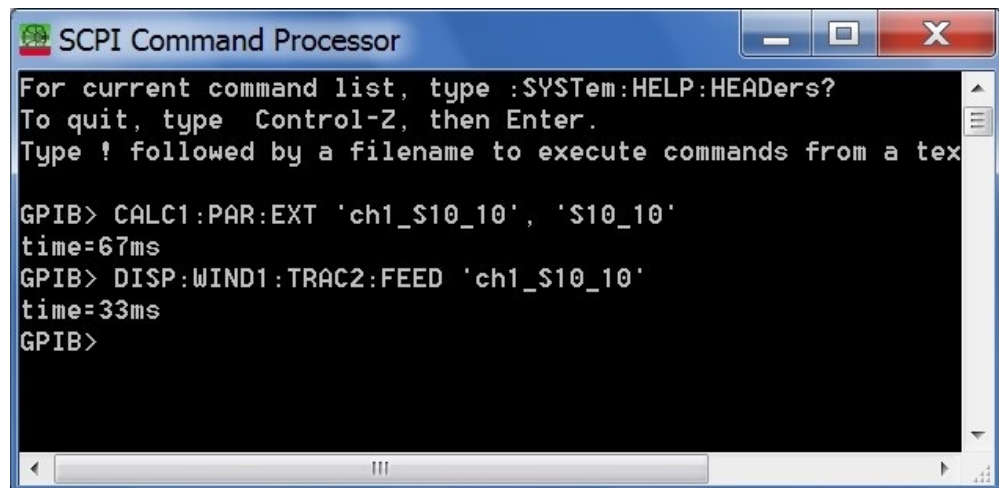 SCPI Command Processor
For current command list, type :SYSTem:HELP:HEADers?
To quit, type  Control-Z, then Enter.
Type ! followed by a filename to execute commands from a tex
GPIB> CALC1:PAR:EXT 'ch1_S10_10', 'S10_10'
time=67ms
GPIB> DISP:WIND1:TRAC2:FEED 'ch1_S10_10'
time=33ms
GPIB>